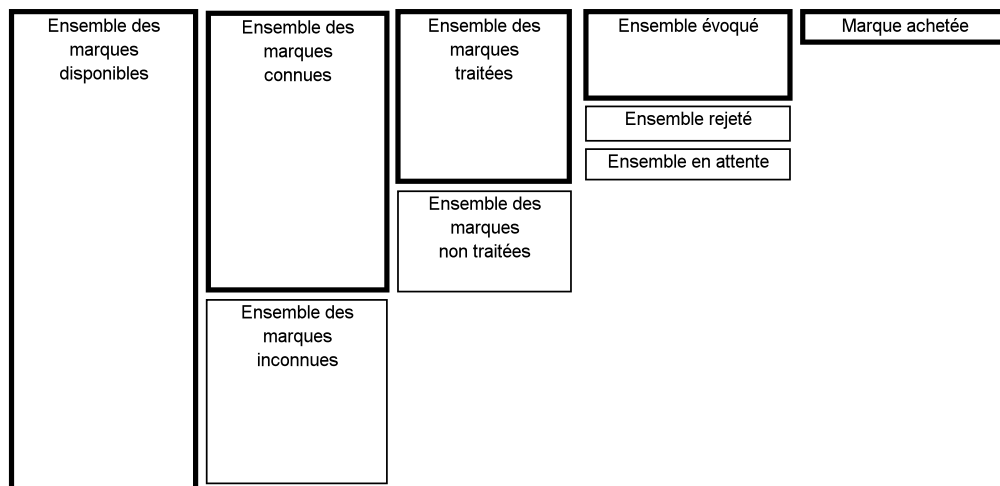 Ensemble des
marques
disponibles
Ensemble des
marques
connues
Ensemble des
marques
inconnues
Ensemble des
marques
traitées
Ensemble des
marques
non traitées
Ensemble évoqué
Ensemble rejeté
Ensemble en attente
Marque achetée